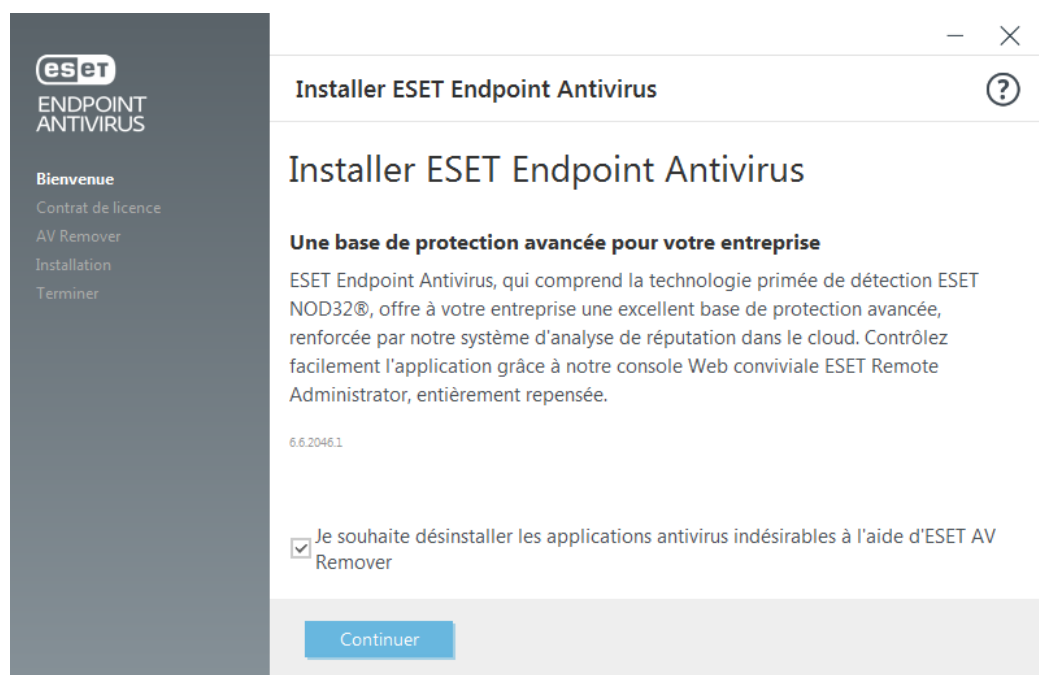 eseT
ENDPOINT
ANTIVIRUS
Bienvenue
Contrat de licence
AV Remover
Installation
Terminer
Installer ESET Endpoint Antivirus
?
Installer ESET Endpoint Antivirus
Une base de protection avancée pour votre entreprise
ESET Endpoint Antivirus, qui comprend la technologie primée de détection ESET
NOD32®, offre à votre entreprise une excellent base de protection avancée,
renforcée par notre système d'analyse de réputation dans le cloud. Contrôlez
facilement l'application grâce à notre console Web conviviale ESET Remote
Administrator, entièrement repensée.
6.6.2046.1
Je souhaite désinstaller les applications antivirus indésirables à l'aide d'ESET AV
Remover
Continuer